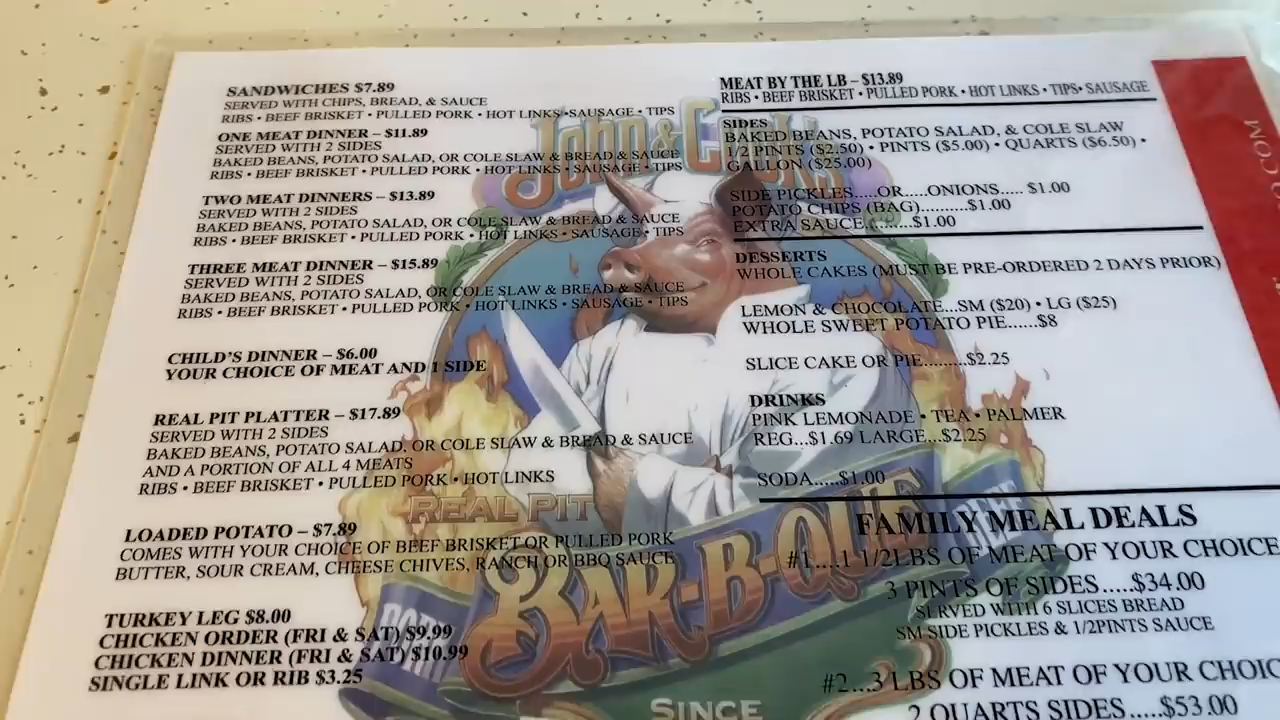 SANDWICHES $7.89
SERVED WITH CHIPS, BREAD, & SAUCE
RIBS • BEEF BRISKET • PULLED PORK • HOT LINKS •SAUSAGE • TIPS
ONE MEAT DINNER – $11.89
SERVED WITH 2 SIDES
BAKED BEANS, POTATO SALAD, OR COLE SLAW & BREAD & SAUCE
RIBS • BEEF BRISKET • PULLED PORK • HOT LINKS • SAUSAGE • TIPS
TWO MEAT DINNERS – $13.89
SERVED WITH 2 SIDES
BAKED BEANS, POTATO SALAD, OR COLE SLAW & BREAD & SAUCE
RIBS • BEEF BRISKET • PULLED PORK • HOT LINKS • SAUSAGE • TIPS
THREE MEAT DINNER – $15.89
SERVED WITH 2 SIDES
BAKED BEANS, POTATO SALAD, OR COLE SLAW & BREAD & SAUCE
RIBS • BEEF BRISKET • PULLED PORK • HOT LINKS • SAUSAGE • TIPS
CHILD'S DINNER – $6.00
YOUR CHOICE OF MEAT AND 1 SIDE
REAL PIT PLATTER – $17.89
SERVED WITH 2 SIDES
BAKED BEANS, POTATO SALAD, OR COLE SLAW & BREAD & SAUCE
AND A PORTION OF ALL 4 MEATS
RIBS • BEEF BRISKET • PULLED PORK • HOT LINKS
LOADED POTATO – $7.89
COMES WITH YOUR CHOICE OF BEEF BRISKET OR PULLED PORK
BUTTER, SOUR CREAM, CHEESE CHIVES, RANCH OR BBQ SAUCE
TURKEY LEG $8.00
CHICKEN ORDER (FRI & SAT) $9.99
CHICKEN DINNER (FRI & SAT) $10.99
SINGLE LINK OR RIB $3.25
MEAT BY THE LB – $13.89
RIBS • BEEF BRISKET • PULLED PORK • HOT LINKS • TIPS• SAUSAGE
SIDES
BAKED BEANS, POTATO SALAD, & COLE SLAW
1/2 PINTS ($2.50) • PINTS ($5.00) • QUARTS ($6.50) •
GALLON ($25.00)
SIDE PICKLES.....OR.....ONIONS..... $1.00
POTATO CHIPS (BAG)..........$1.00
EXTRA SAUCE..........$1.00
DESSERTS
WHOLE CAKES (MUST BE PRE-ORDERED 2 DAYS PRIOR)
LEMON & CHOCOLATE...SM ($20) • LG ($25)
WHOLE SWEET POTATO PIE......$8
SLICE CAKE OR PIE.........$2.25
DRINKS
PINK LEMONADE • TEA • PALMER
REG...$1.69 LARGE...$2.25
SODA.....$1.00
FAMILY MEAL DEALS
#1....1 1/2LBS OF MEAT OF YOUR CHOICE
3 PINTS OF SIDES.....$34.00
SERVED WITH 6 SLICES BREAD
SM SIDE PICKLES & 1/2PINTS SAUCE
#2...3 LBS OF MEAT OF YOUR CHOIC
2 QUARTS SIDES.....$53.00
John &
REAL PIT
BAR-B-QUE
PORK
BEEF
SINCE
COM